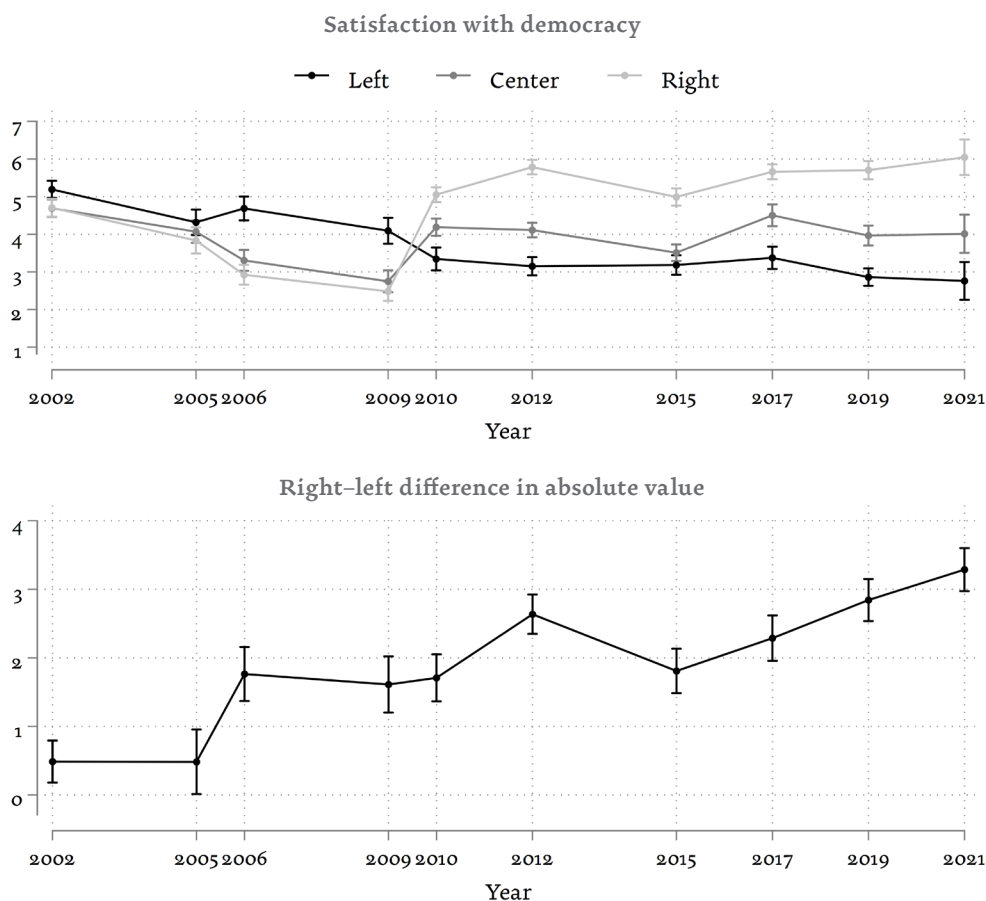 Satisfaction with democracy
Left Center Right
7
6
5
4
3
2
1
2002 2005 2006 2009 2010 2012 2015 2017 2019 2021
Year
Right–left difference in absolute value
4
3
2
1
0
2002 2005 2006 2009 2010 2012 2015 2017 2019 2021
Year